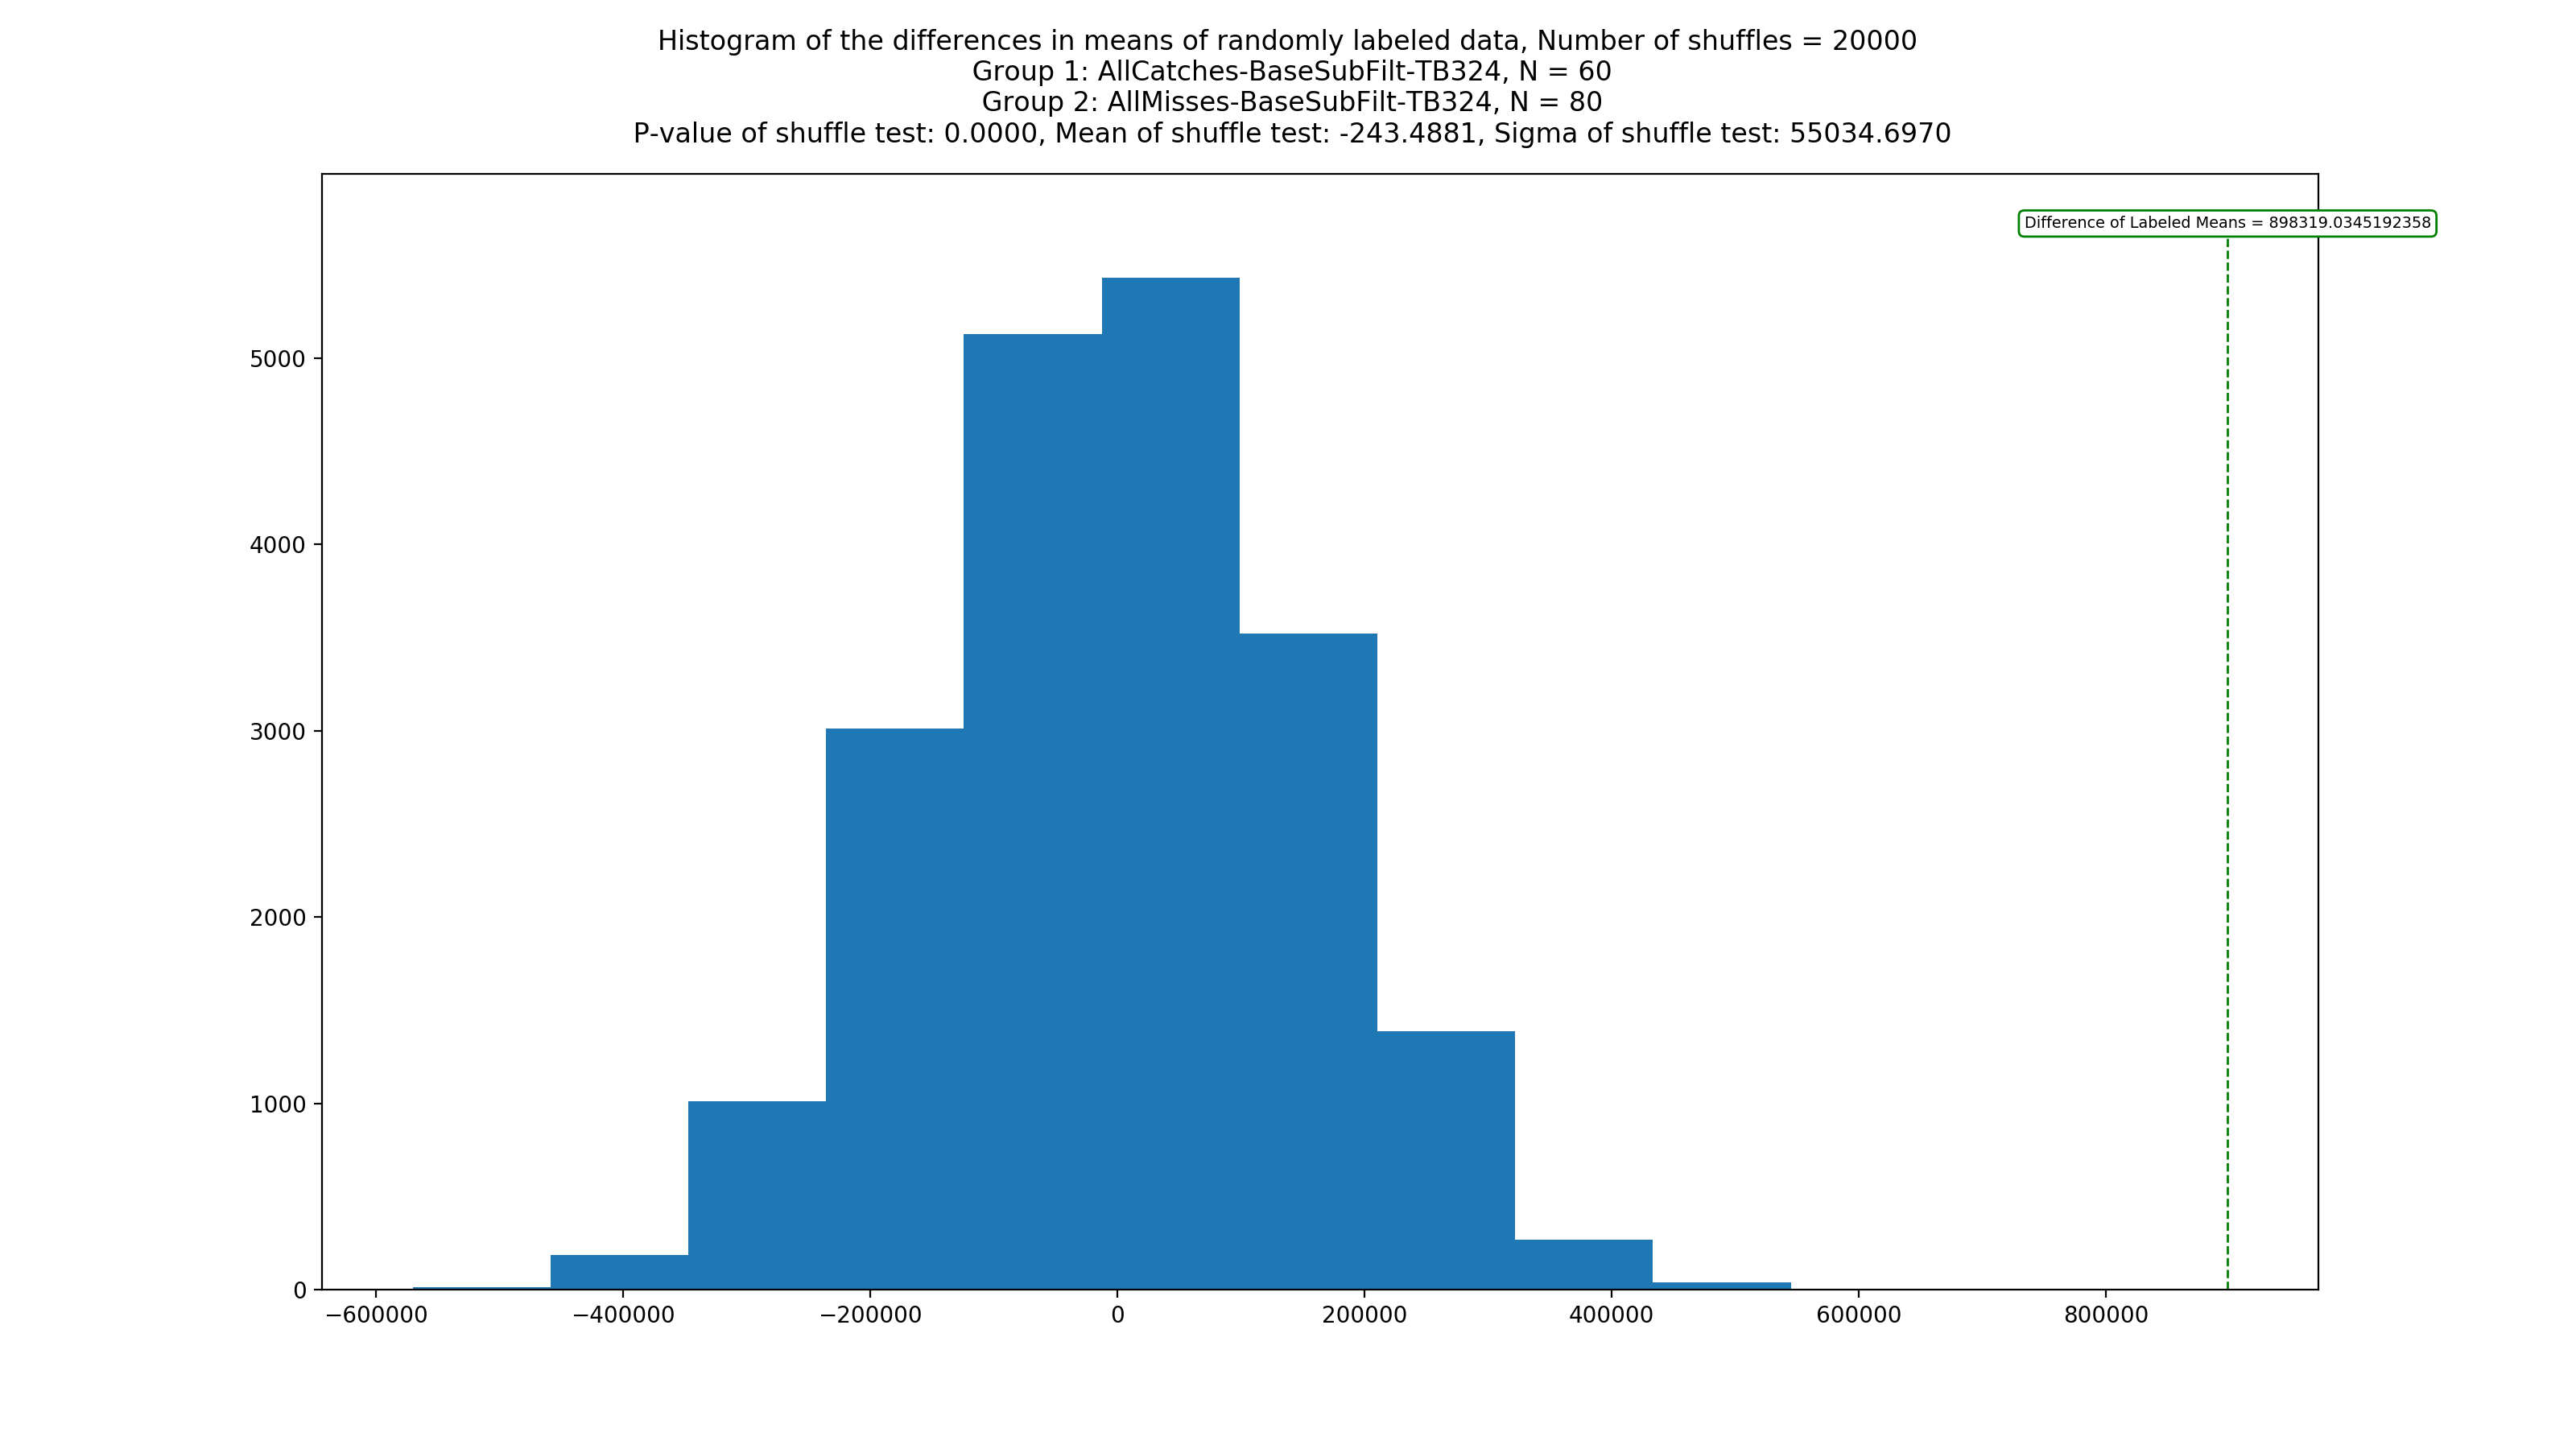 Histogram of the differences in means of randomly labeled data, Number of shuffles = 20000
Group 1: AllCatches-BaseSubFilt-TB324, N = 60
Group 2: AllMisses-BaseSubFilt-TB324, N = 80
P-value of shuffle test: 0.0000, Mean of shuffle test: -243.4881, Sigma of shuffle test: 55034.6970
Difference of Labeled Means = 898319.0345192358
5000
4000
3000
2000
1000
0
−600000
−400000
−200000
0
200000
400000
600000
800000